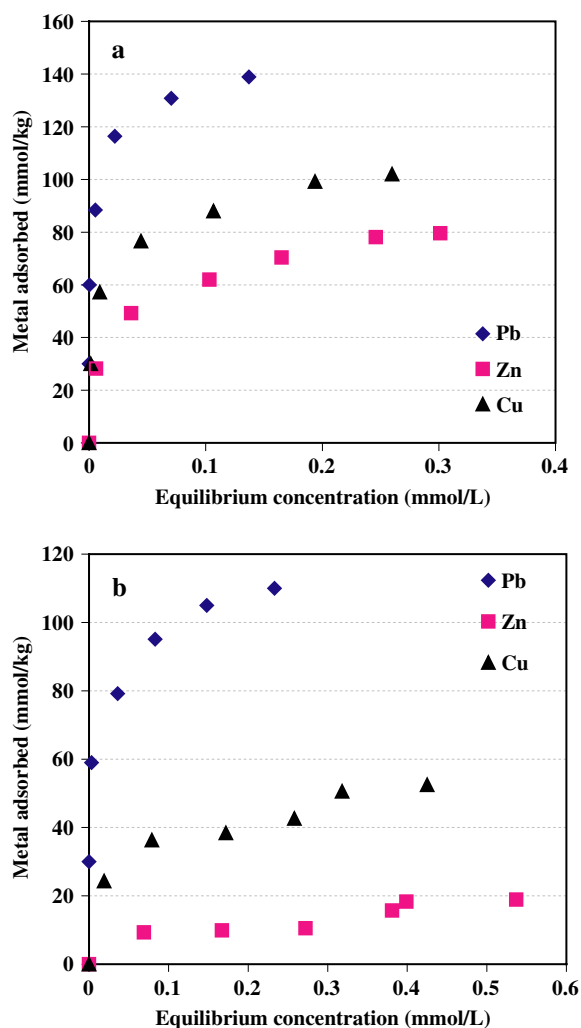 160
a
140
120
100
80
60
40
20
0
Metal adsorbed (mmol/kg)
Pb
Zn
Cu
0 0.1 0.2 0.3 0.4
Equilibrium concentration (mmol/L)
120
b
100
80
60
40
20
0
Metal adsorbed (mmol/kg)
Pb
Zn
Cu
0 0.1 0.2 0.3 0.4 0.5 0.6
Equilibrium concentration (mmol/L)